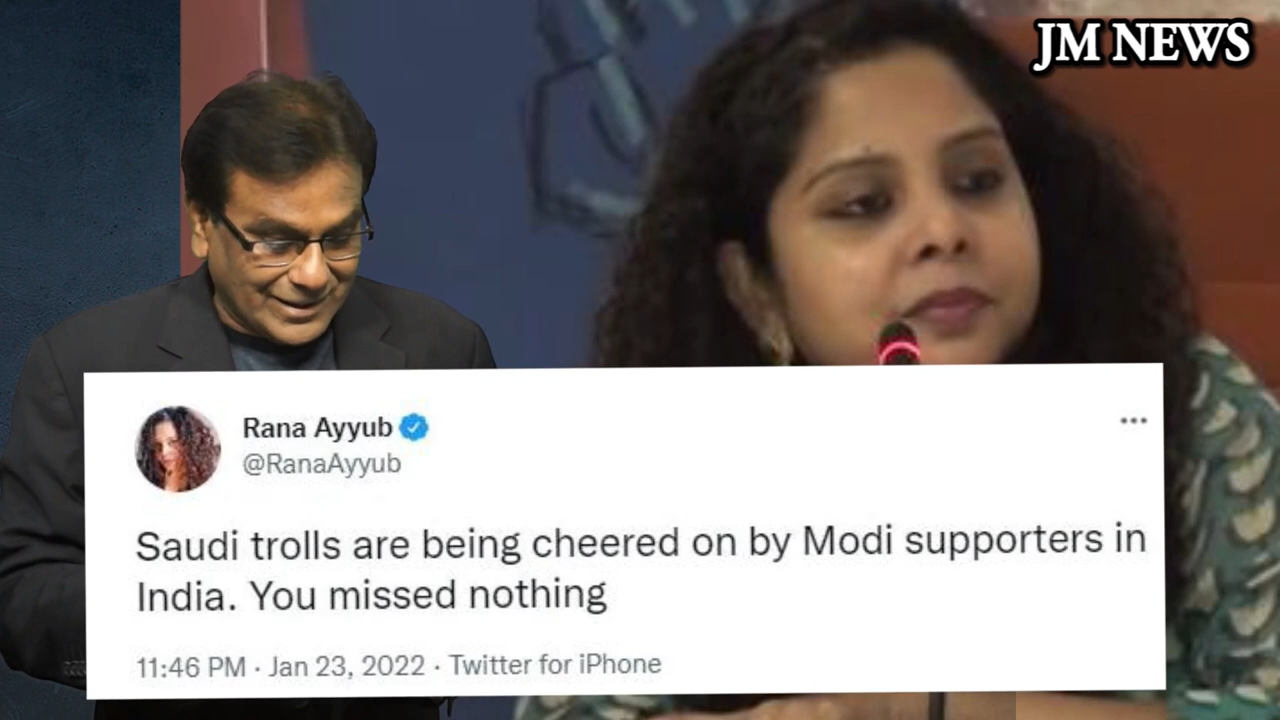 JM NEWS
Rana Ayyub
@RanaAyyub
Saudi trolls are being cheered on by Modi supporters in
India. You missed nothing
11:46 PM · Jan 23, 2022 · Twitter for iPhone